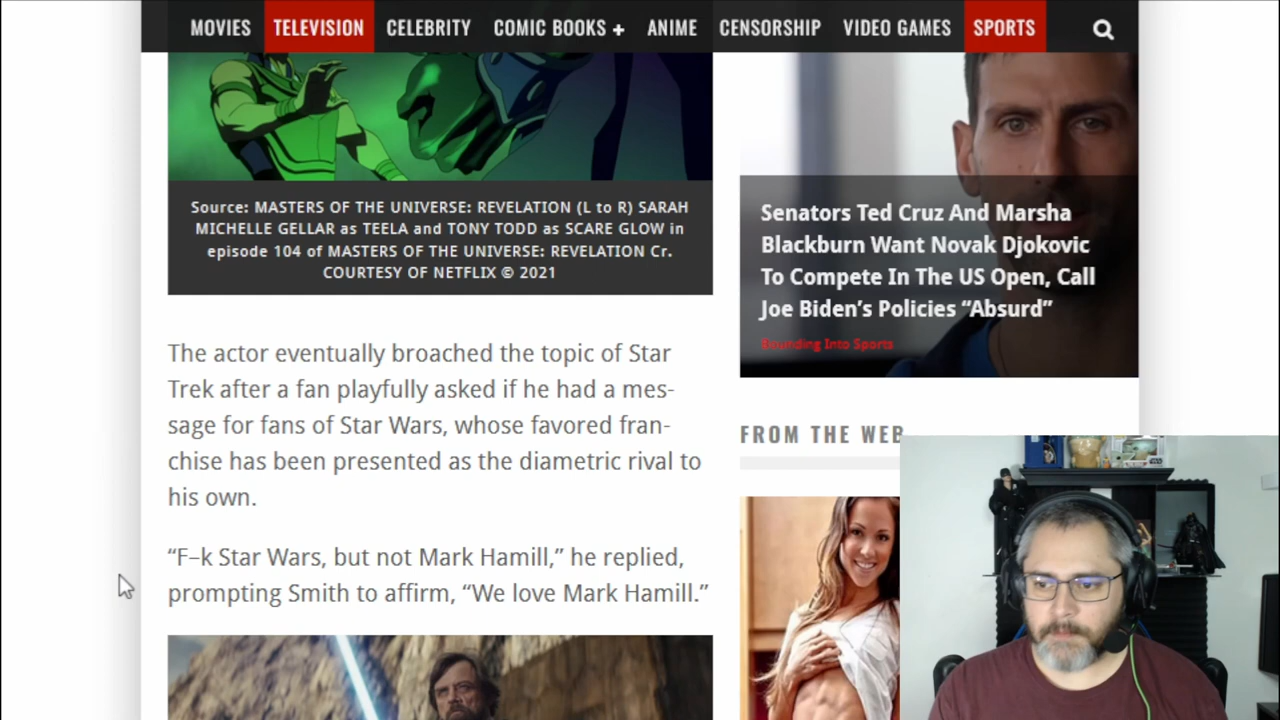 MOVIES TELEVISION CELEBRITY COMIC BOOKS + ANIME CENSORSHIP VIDEO GAMES SPORTS
Source: MASTERS OF THE UNIVERSE: REVELATION (L to R) SARAH
MICHELLE GELLAR as TEELA and TONY TODD as SCARE GLOW in
episode 104 of MASTERS OF THE UNIVERSE: REVELATION Cr.
COURTESY OF NETFLIX © 2021
The actor eventually broached the topic of Star
Trek after a fan playfully asked if he had a mes-
sage for fans of Star Wars, whose favored fran-
chise has been presented as the diametric rival to
his own.
“F–k Star Wars, but not Mark Hamill,” he replied,
prompting Smith to affirm, “We love Mark Hamill.”
Senators Ted Cruz And Marsha
Blackburn Want Novak Djokovic
To Compete In The US Open, Call
Joe Biden’s Policies “Absurd”
Bounding Into Sports
FROM THE WEB